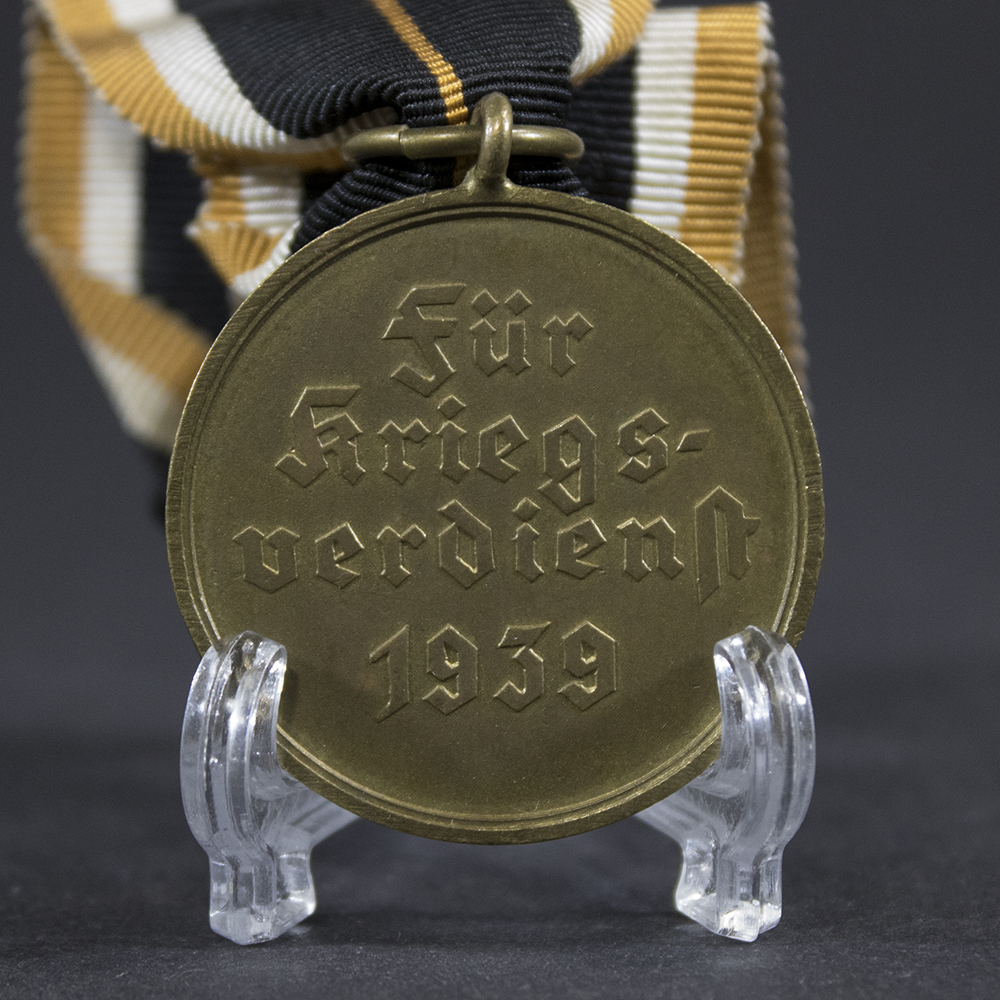 Für
Kriegs-
verdienſt
1939